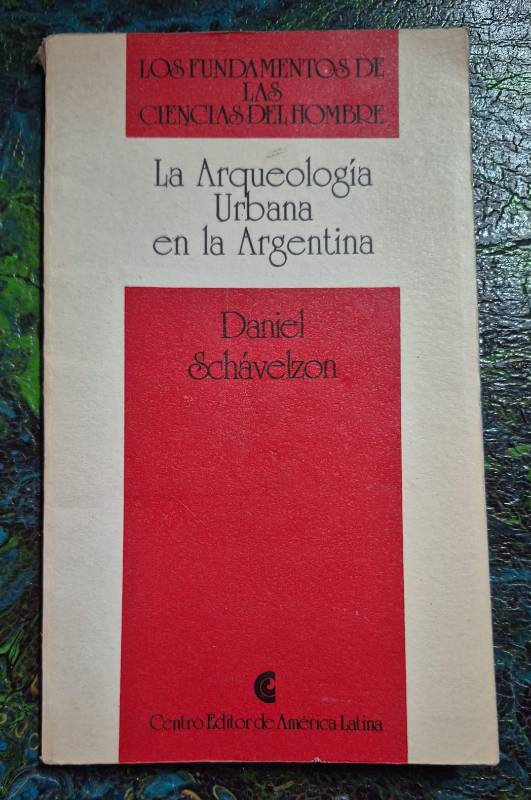 LOS FUNDAMENTOS DE
LAS
CIENCIAS DEL HOMBRE
La Arqueología
Urbana
en la Argentina
Daniel
Schávelzon
Centro Editor de América Latina